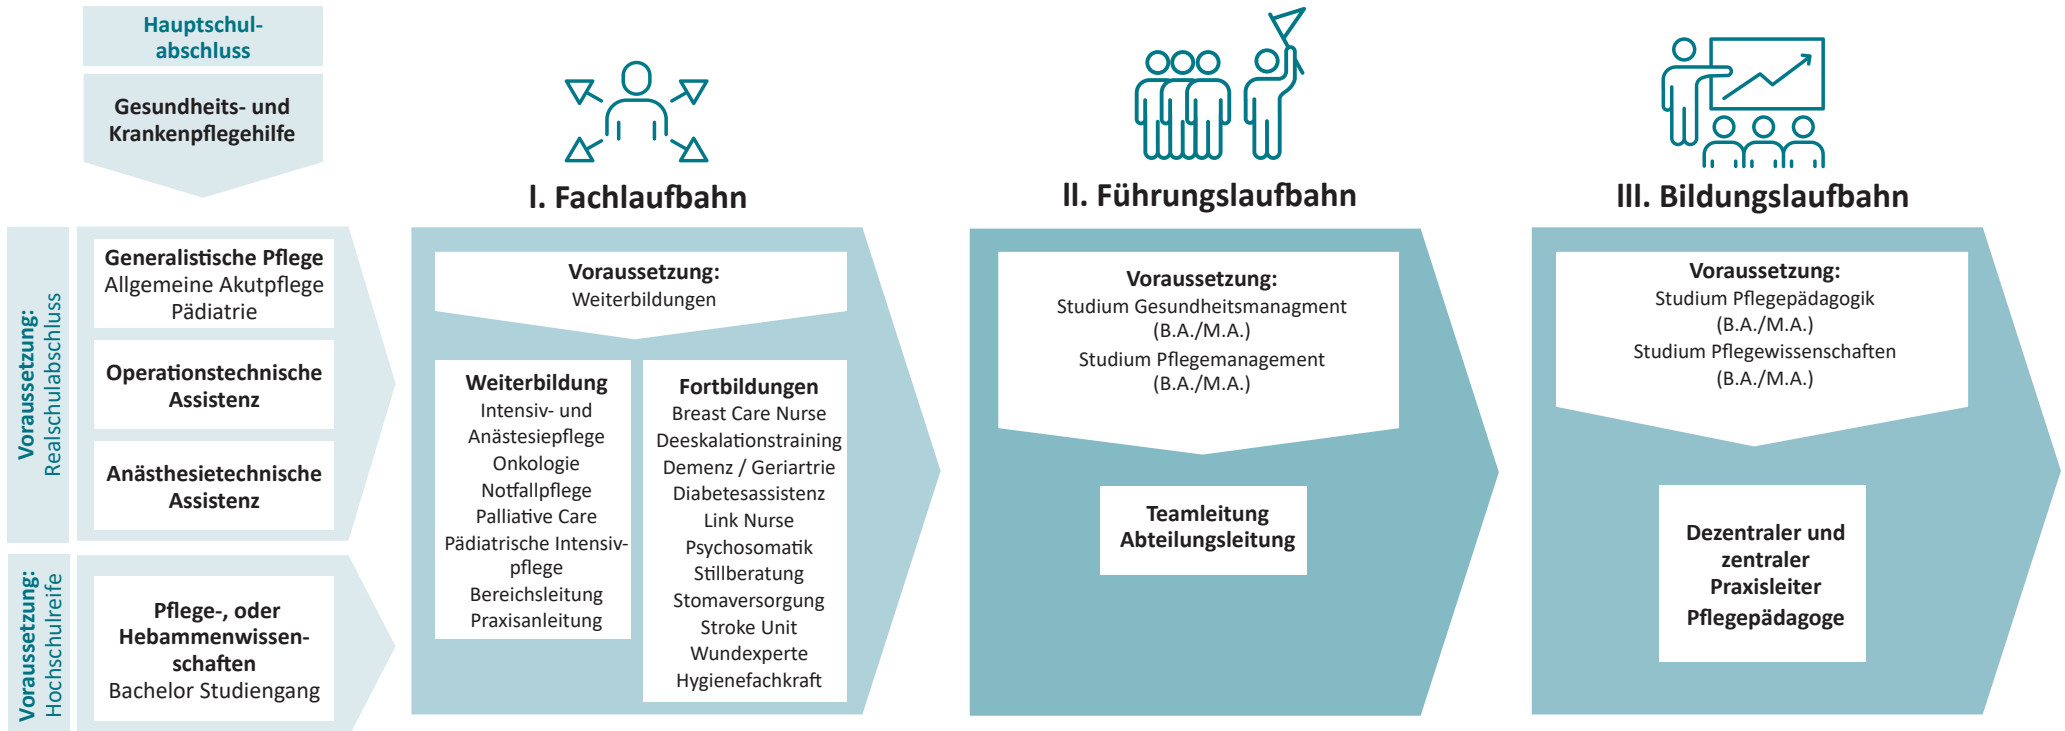 Hauptschul-
abschluss
Gesundheits- und
Krankenpflegehilfe
Voraussetzung:
Realschulabschluss
Generalistische Pflege
Allgemeine Akutpflege
Pädiatrie
Operationstechnische
Assistenz
Anästhesietechnische
Assistenz
Voraussetzung:
Hochschulreife
Pflege-, oder
Hebammenwissen-
schaften
Bachelor Studiengang
I. Fachlaufbahn
Voraussetzung:
Weiterbildungen
Weiterbildung
Intensiv- und
Anästesiepflege
Onkologie
Notfallpflege
Palliative Care
Pädiatrische Intensiv-
pflege
Bereichsleitung
Praxisanleitung
Fortbildungen
Breast Care Nurse
Deeskalationstraining
Demenz / Geriartrie
Diabetesassistenz
Link Nurse
Psychosomatik
Stillberatung
Stomaversorgung
Stroke Unit
Wundexperte
Hygienefachkraft
II. Führungslaufbahn
Voraussetzung:
Studium Gesundheitsmanagment
(B.A./M.A.)
Studium Pflegemanagement
(B.A./M.A.)
Teamleitung
Abteilungsleitung
III. Bildungslaufbahn
Voraussetzung:
Studium Pflegepädagogik
(B.A./M.A.)
Studium Pflegewissenschaften
(B.A./M.A.)
Dezentraler und
zentraler
Praxisleiter
Pflegepädagoge